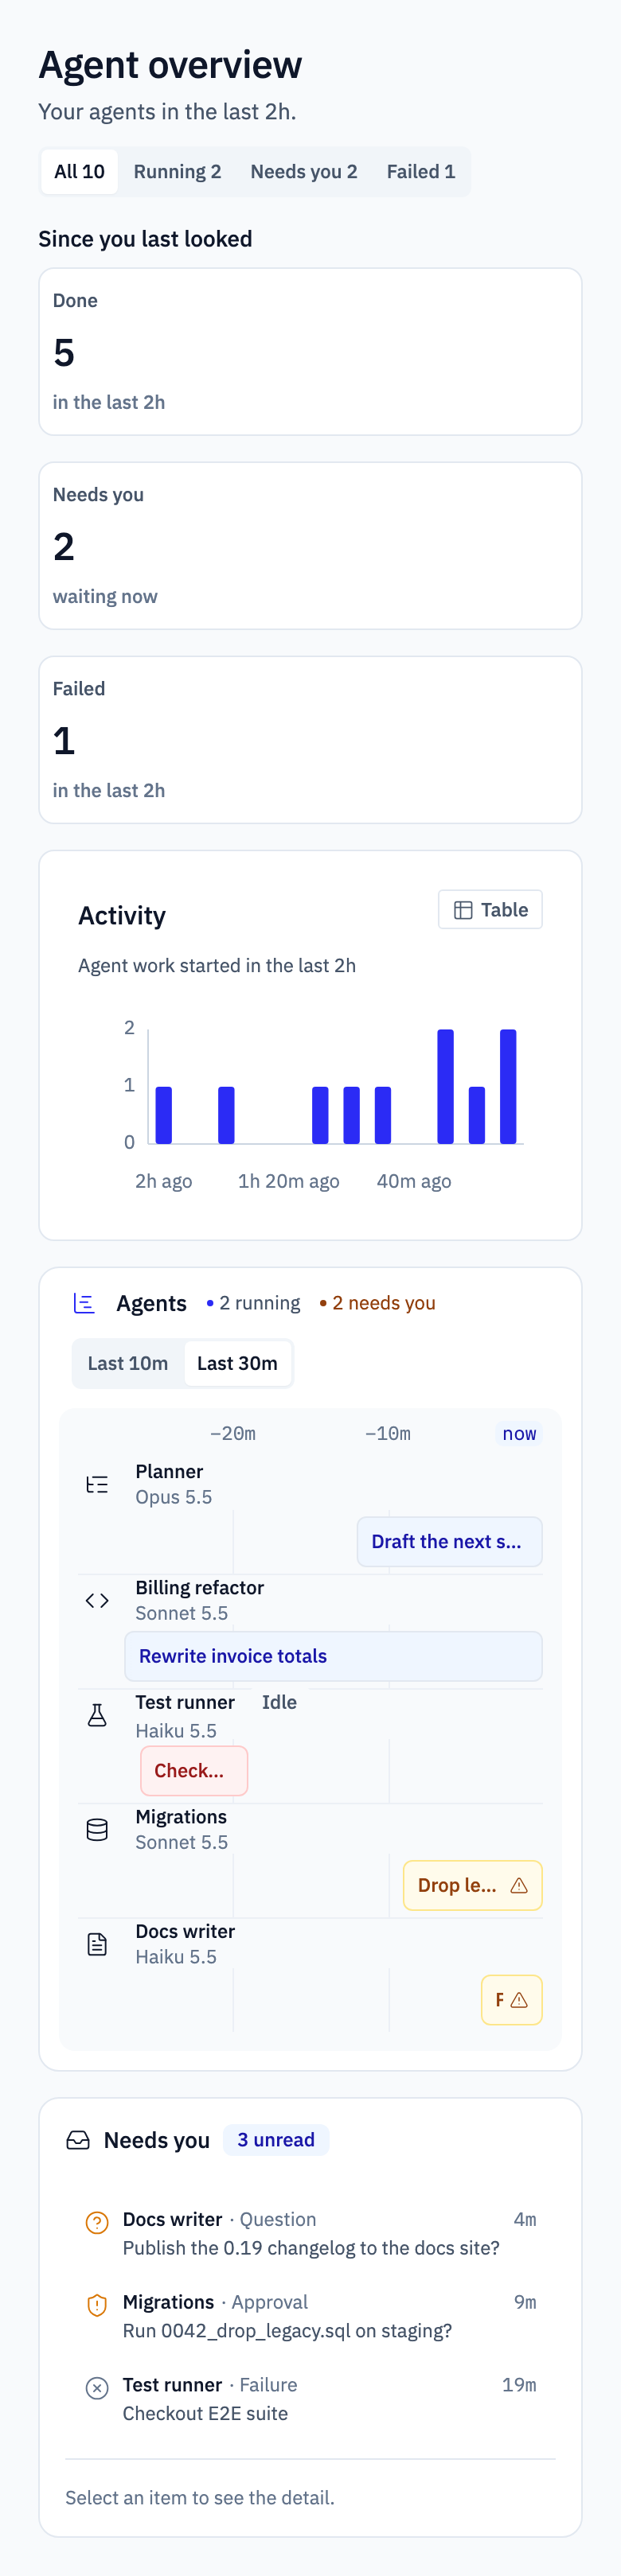 Agent overview
Your agents in the last 2h.
All 10 Running 2 Needs you 2 Failed 1
Since you last looked
Done
5
in the last 2h
Needs you
2
waiting now
Failed
1
in the last 2h
Activity
Table
Agent work started in the last 2h
2
1
0
2h ago 1h 20m ago 40m ago
Agents • 2 running • 2 needs you
Last 10m Last 30m
−20m −10m now
Planner
Opus 5.5
Draft the next s...
Billing refactor
Sonnet 5.5
Rewrite invoice totals
Test runner Idle
Haiku 5.5
Check...
Migrations
Sonnet 5.5
Drop le...
Docs writer
Haiku 5.5
Needs you 3 unread
Docs writer · Question 4m
Publish the 0.19 changelog to the docs site?
Migrations · Approval 9m
Run 0042_drop_legacy.sql on staging?
Test runner · Failure 19m
Checkout E2E suite
Select an item to see the detail.